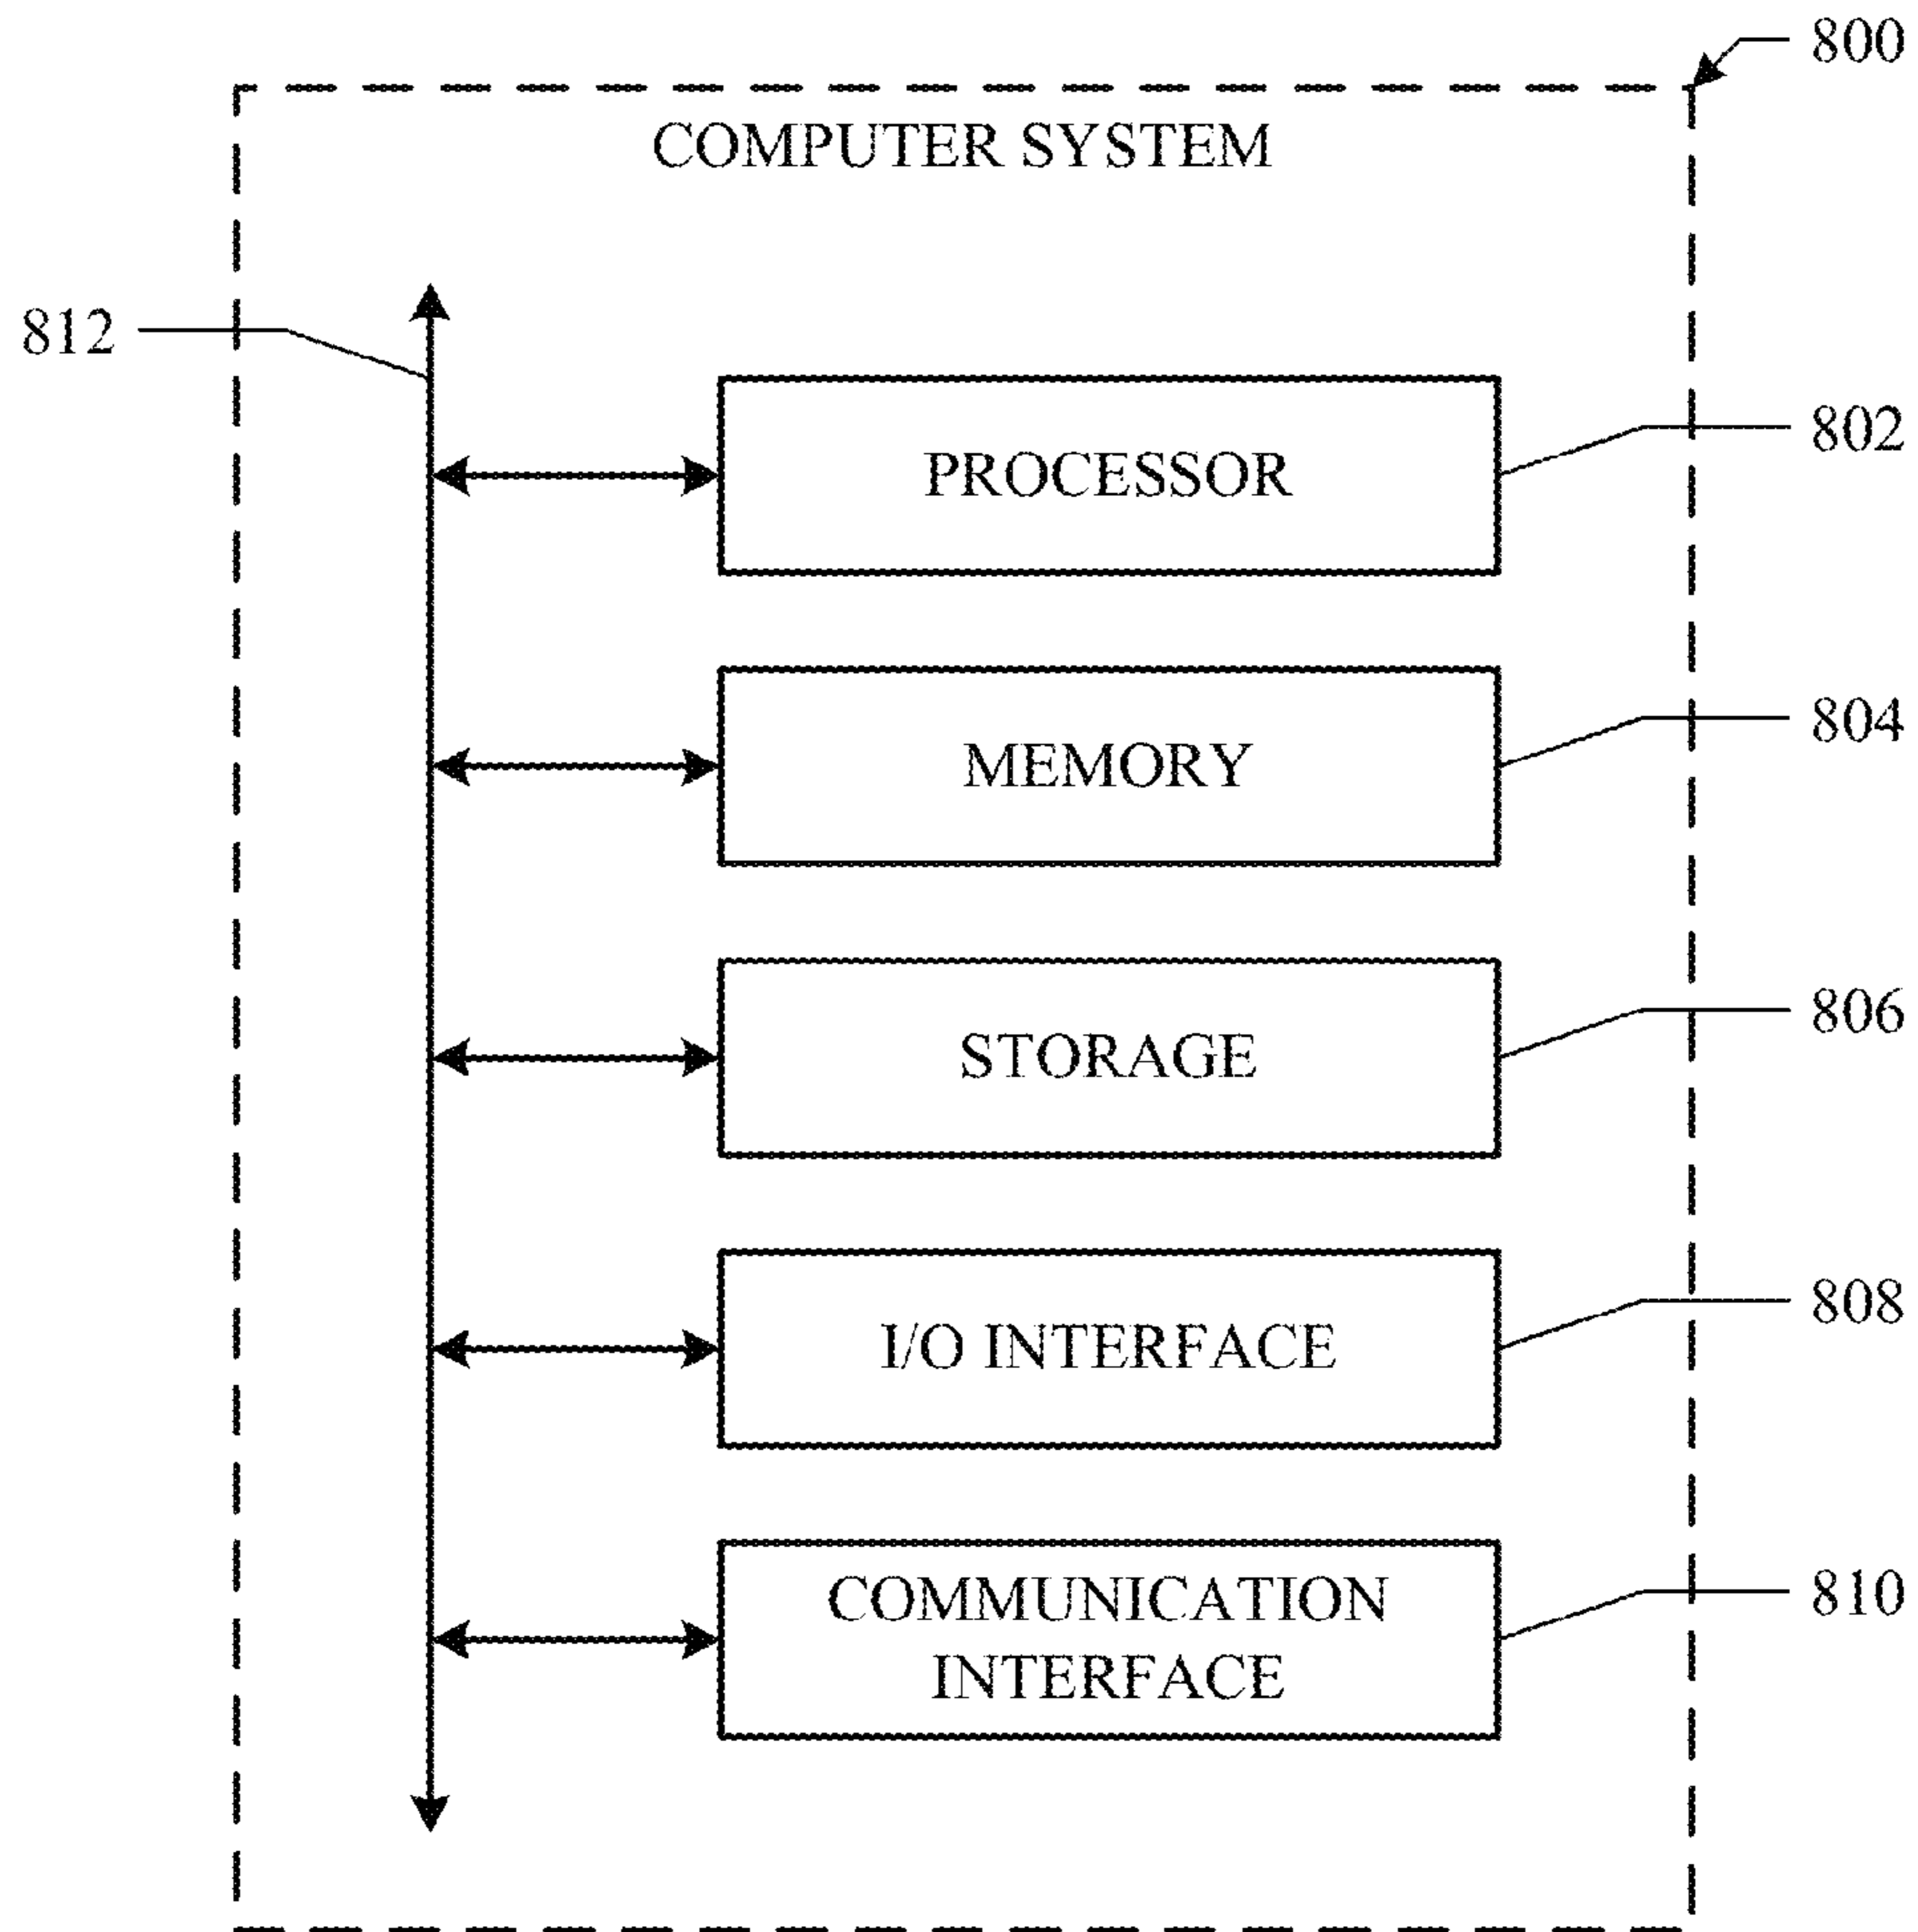 800
COMPUTER SYSTEM
812
802
PROCESSOR
804
MEMORY
806
STORAGE
808
I/O INTERFACE
810
COMMUNICATION
INTERFACE